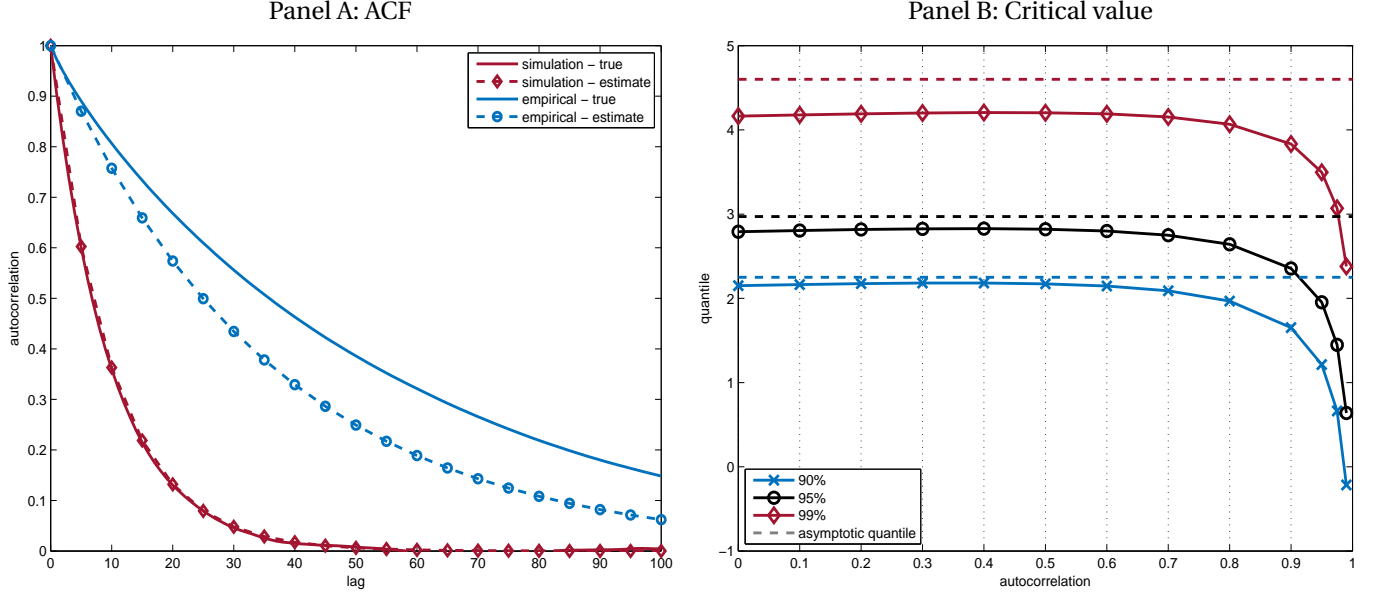 Panel A: ACF
1
0.9
0.8
0.7
0.6
0.5
0.4
0.3
0.2
0.1
0
autocorrelation
simulation − true
simulation − estimate
empirical − true
empirical − estimate
0 10 20 30 40 50 60 70 80 90 100
lag
Panel B: Critical value
5
4
3
2
1
0
−1
quantile
90%
95%
99%
asymptotic quantile
0 0.1 0.2 0.3 0.4 0.5 0.6 0.7 0.8 0.9 1
autocorrelation